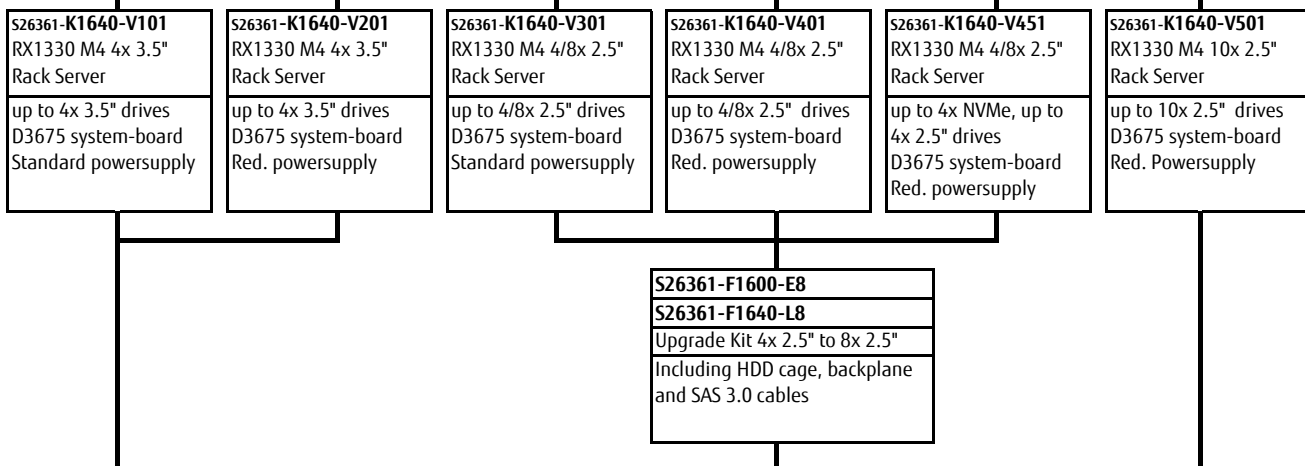 S26361-K1640-V101
RX1330 M4 4x 3.5"
Rack Server
up to 4x 3.5" drives
D3675 system-board
Standard powersupply
S26361-K1640-V201
RX1330 M4 4x 3.5"
Rack Server
up to 4x 3.5" drives
D3675 system-board
Red. powersupply
S26361-K1640-V301
RX1330 M4 4/8x 2.5"
Rack Server
up to 4/8x 2.5" drives
D3675 system-board
Standard powersupply
S26361-K1640-V401
RX1330 M4 4/8x 2.5"
Rack Server
up to 4/8x 2.5"  drives
D3675 system-board
Red. powersupply
S26361-K1640-V451
RX1330 M4 4/8x 2.5"
Rack Server
up to 4x NVMe, up to
4x 2.5" drives
D3675 system-board
Red. powersupply
S26361-K1640-V501
RX1330 M4 10x 2.5"
Rack Server
up to 10x 2.5"  drives
D3675 system-board
Red. Powersupply
S26361-F1600-E8
S26361-F1640-L8
Upgrade Kit 4x 2.5" to 8x 2.5"
Including HDD cage, backplane
and SAS 3.0 cables